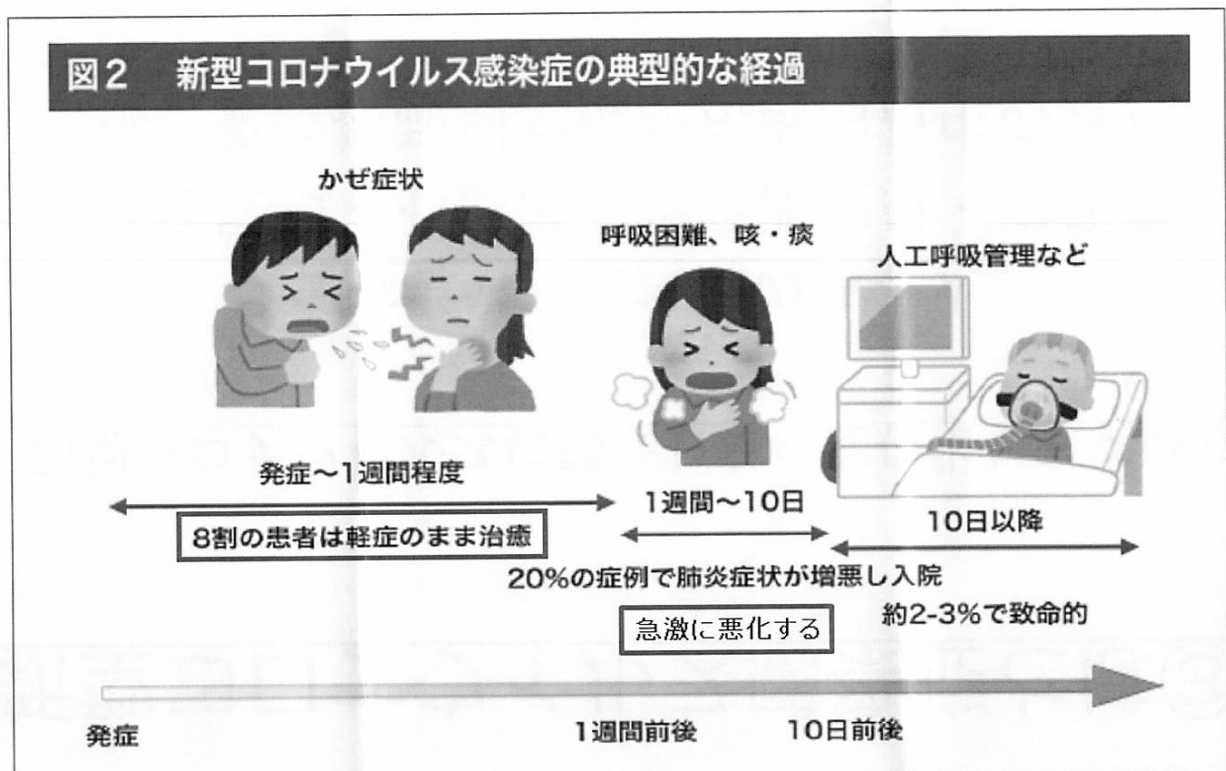 図2 新型コロナウイルス感染症の典型的な経過
かぜ症状
呼吸困難、咳・痰
人工呼吸管理など
発症～1週間程度
8割の患者は軽症のまま治癒
1週間～10日
10日以降
20%の症例で肺炎症状が増悪し入院
急激に悪化する
約2-3%で致命的
発症
1週間前後
10日前後